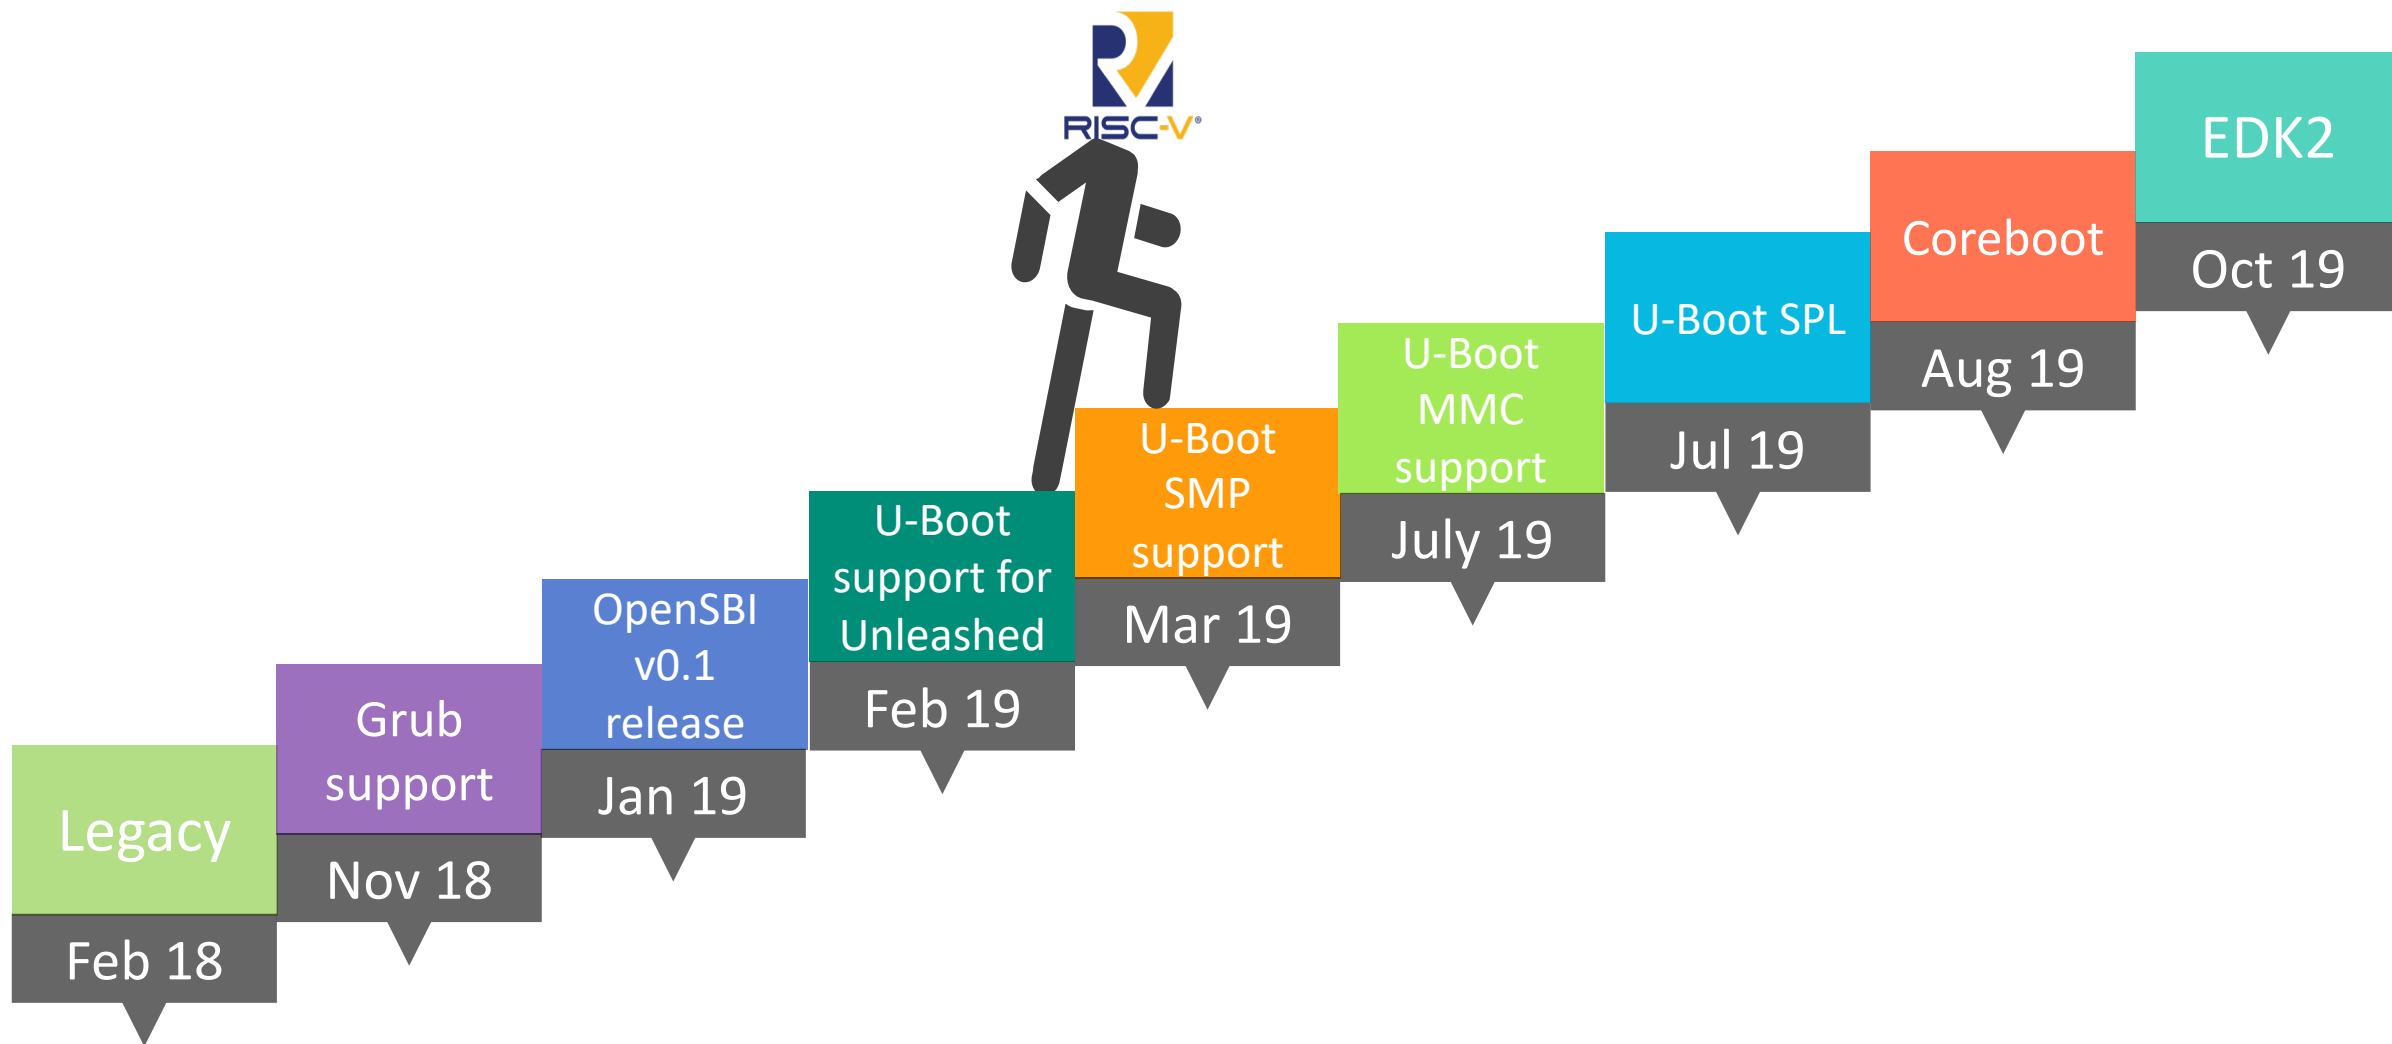 RISC-V®
Legacy
Feb 18
Grub
support
Nov 18
OpenSBI
v0.1
release
Jan 19
U-Boot
support for
Unleashed
Feb 19
U-Boot
SMP
support
Mar 19
U-Boot
MMC
support
July 19
U-Boot SPL
Jul 19
Coreboot
Aug 19
EDK2
Oct 19